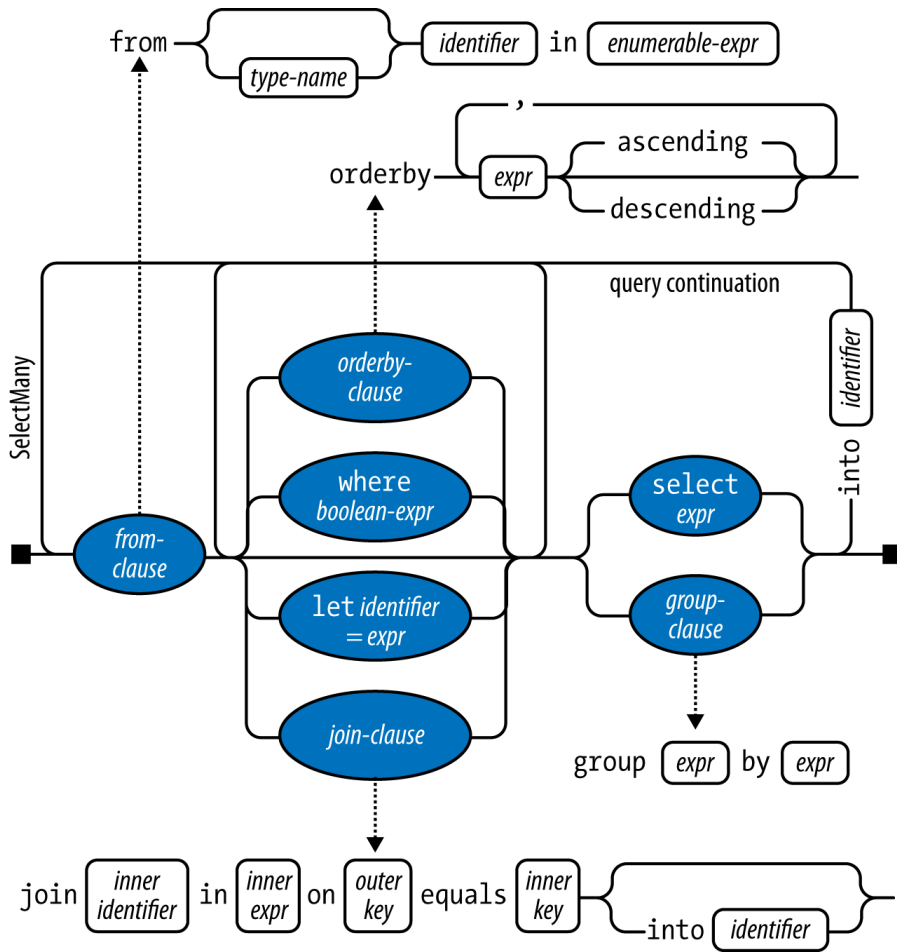 from type-name identifier in enumerable-expr
,
ascending
orderby expr
descending
query continuation
SelectMany
orderby-
clause
identifier
into
where
boolean-expr
select
expr
from-
clause
let identifier
= expr
group-
clause
join-clause
group expr by expr
join inner identifier in inner expr on outer key equals inner key
into identifier